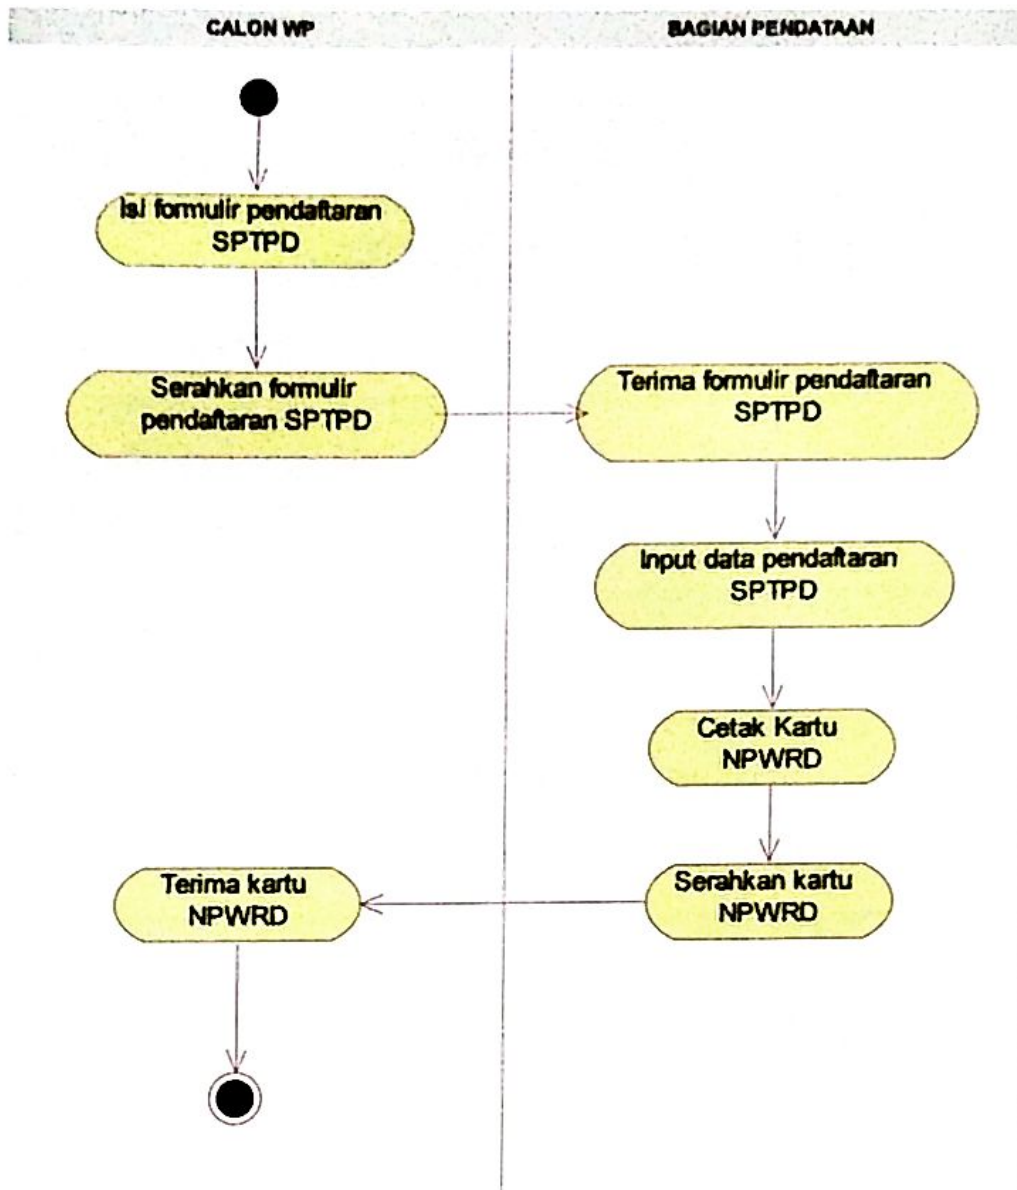 CALON WP
BAGIAN PENDATAAN
Isi formulir pendaftaran
SPTPD
Serahkan formulir
pendaftaran SPTPD
Terima formulir pendaftaran
SPTPD
Input data pendaftaran
SPTPD
Cetak Kartu
NPWRD
Serahkan kartu
NPWRD
Terima kartu
NPWRD